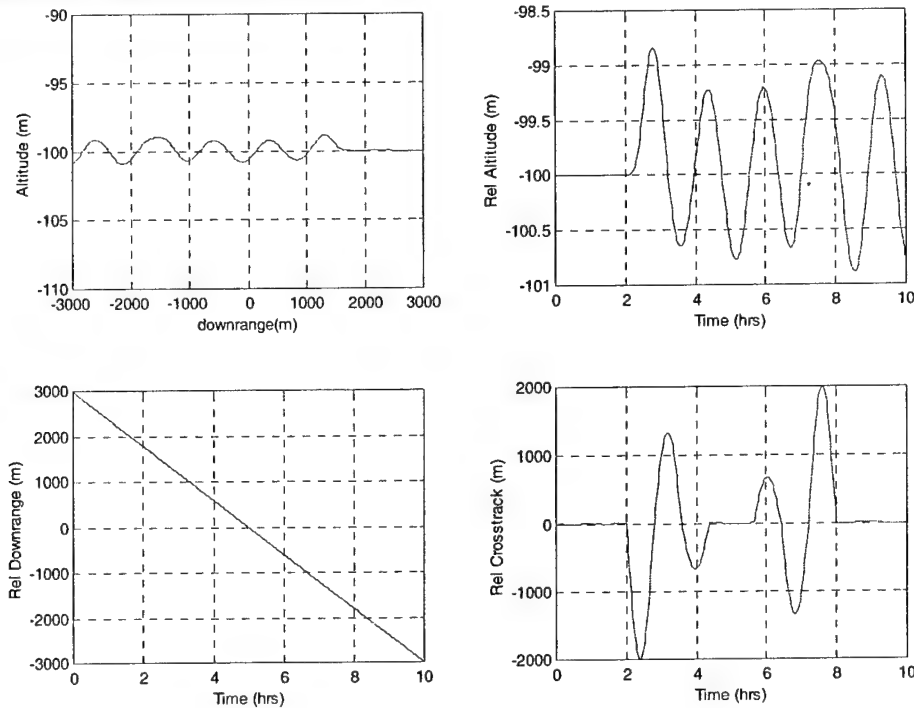 -90
-95
-100
-105
-110
Altitude (m)
-3000 -2000 -1000 0 1000 2000 3000
downrange(m)
-98.5
-99
-99.5
-100
-100.5
-101
Rel Altitude (m)
0 2 4 6 8 10
Time (hrs)
3000
2000
1000
0
-1000
-2000
-3000
Rel Downrange (m)
0 2 4 6 8 10
Time (hrs)
2000
1000
0
-1000
-2000
Rel Crosstrack (m)
0 2 4 6 8 10
Time (hrs)